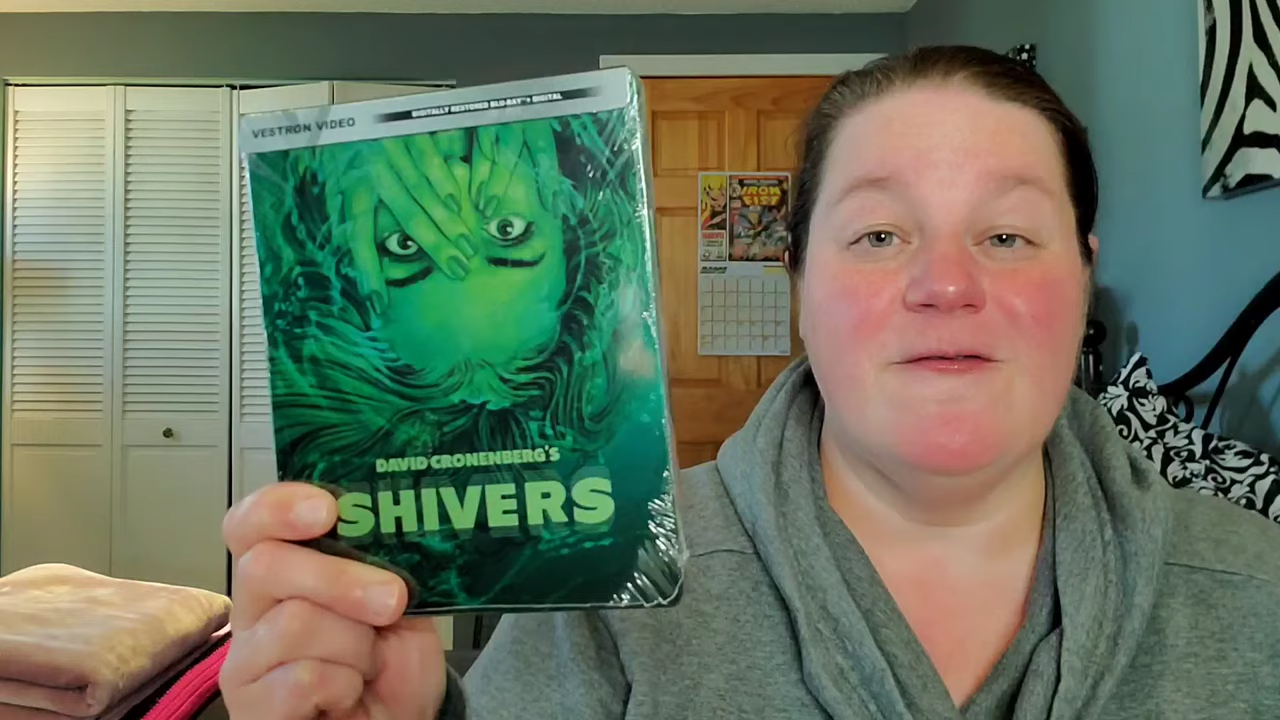 VESTRON VIDEO
DIGITALLY RESTORED BLU-RAY™ + DIGITAL
DAVID CRONENBERG'S
SHIVERS
IRON
FIST